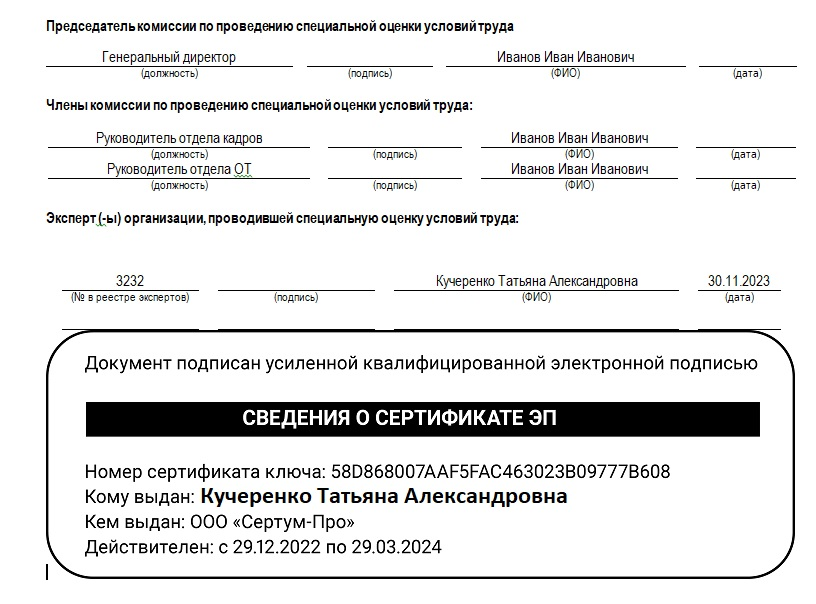 Председатель комиссии по проведению специальной оценки условий труда
Генеральный директор Иванов Иван Иванович
(должность) (подпись) (ФИО) (дата)
Члены комиссии по проведению специальной оценки условий труда:
Руководитель отдела кадров Иванов Иван Иванович
(должность) (подпись) (ФИО) (дата)
Руководитель отдела ОТ Иванов Иван Иванович
(должность) (подпись) (ФИО) (дата)
Эксперт (-ы) организации, проводившей специальную оценку условий труда:
3232 Кучеренко Татьяна Александровна 30.11.2023
(№ в реестре экспертов) (подпись) (ФИО) (дата)
Документ подписан усиленной квалифицированной электронной подписью
СВЕДЕНИЯ О СЕРТИФИКАТЕ ЭП
Номер сертификата ключа: 58D868007AAF5FAC463023B09777B608
Кому выдан: Кучеренко Татьяна Александровна
Кем выдан: ООО «Сертум-Про»
Действителен: с 29.12.2022 по 29.03.2024